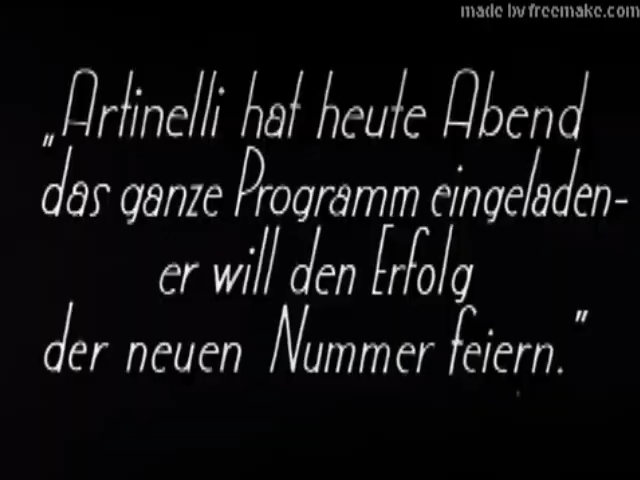 made by freemake.com
„Artinelli hat heute Abend
das ganze Programm eingeladen-
er will den Erfolg
der neuen Nummer feiern."